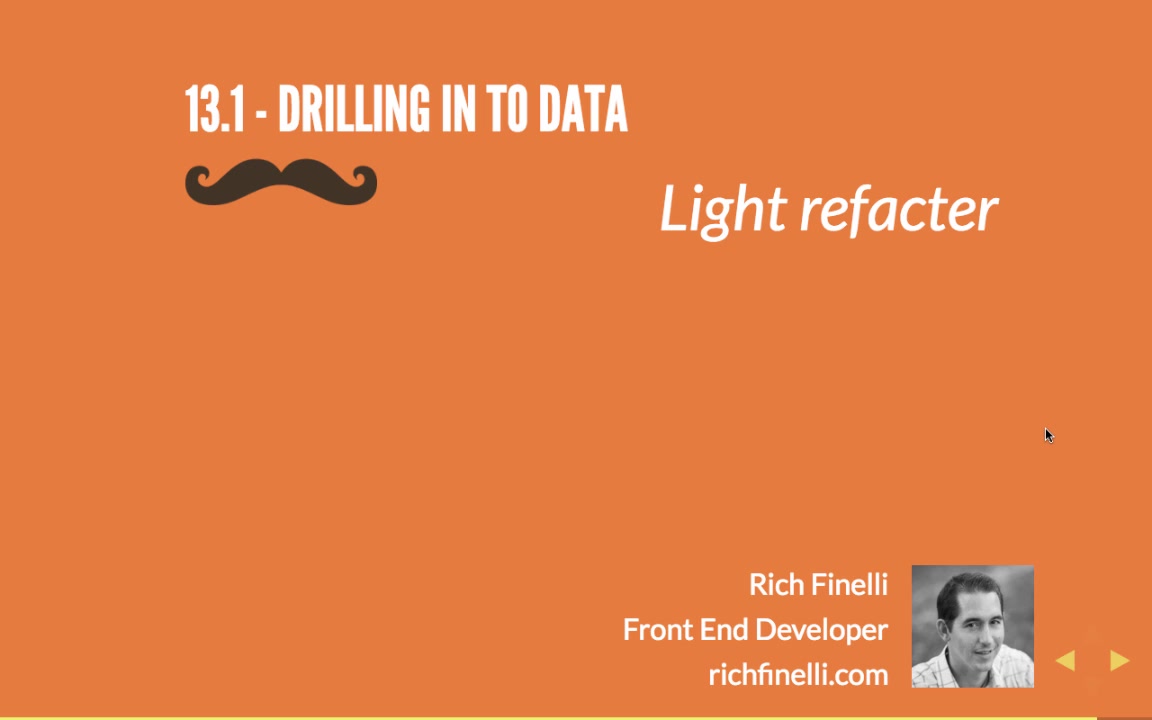 13.1 - DRILLING IN TO DATA
Light refacter
Rich Finelli
Front End Developer
richfinelli.com